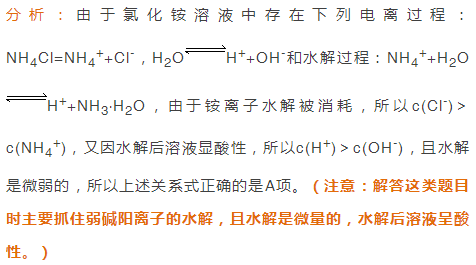 分析：由于氯化铵溶液中存在下列电离过程：
NH₄Cl=NH₄⁺+Cl⁻，H₂O⇌H⁺+OH⁻和水解过程：NH₄⁺+H₂O
⇌H⁺+NH₃·H₂O，由于铵离子水解被消耗，所以c(Cl⁻)＞
c(NH₄⁺)，又因水解后溶液显酸性，所以c(H⁺)＞c(OH⁻)，且水解
是微弱的，所以上述关系式正确的是A项。（注意：解答这类题目
时主要抓住弱碱阳离子的水解，且水解是微量的，水解后溶液呈酸
性。）